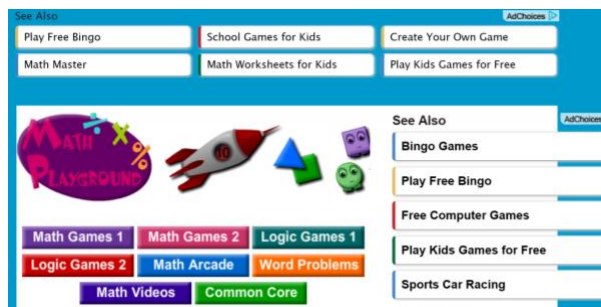 See Also
AdChoices
Play Free Bingo
School Games for Kids
Create Your Own Game
Math Master
Math Worksheets for Kids
Play Kids Games for Free
MATH
PLAYGROUND
10
See Also
AdChoices
Bingo Games
Play Free Bingo
Free Computer Games
Play Kids Games for Free
Sports Car Racing
Math Games 1
Math Games 2
Logic Games 1
Logic Games 2
Math Arcade
Word Problems
Math Videos
Common Core